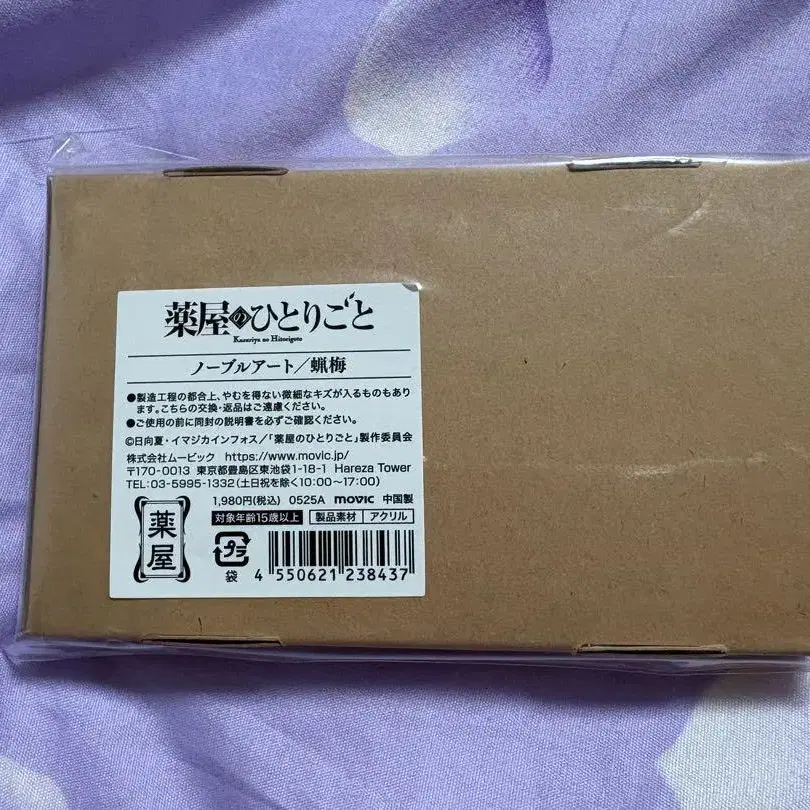 薬屋のひとりごと
Kusuriya no Hitorigoto
ノーブルアート／蝋梅
●製造工程の都合上、やむを得ない微細なキズが入るものもあり
ます。こちらの交換・返品はご遠慮ください。
●ご使用の前に同封の説明書を必ずご確認ください。
©日向夏・イマジカインフォス／「薬屋のひとりごと」製作委員会
株式会社ムービック　https://www.movic.jp/
〒170-0013　東京都豊島区東池袋1-18-1　Hareza Tower
TEL:03-5995-1332（土日祝を除く10:00～17:00）
1,980円（税込）　0525A　movic　中国製
対象年齢15歳以上　製品素材　アクリル
薬屋
プラ
袋
4 550621 238437